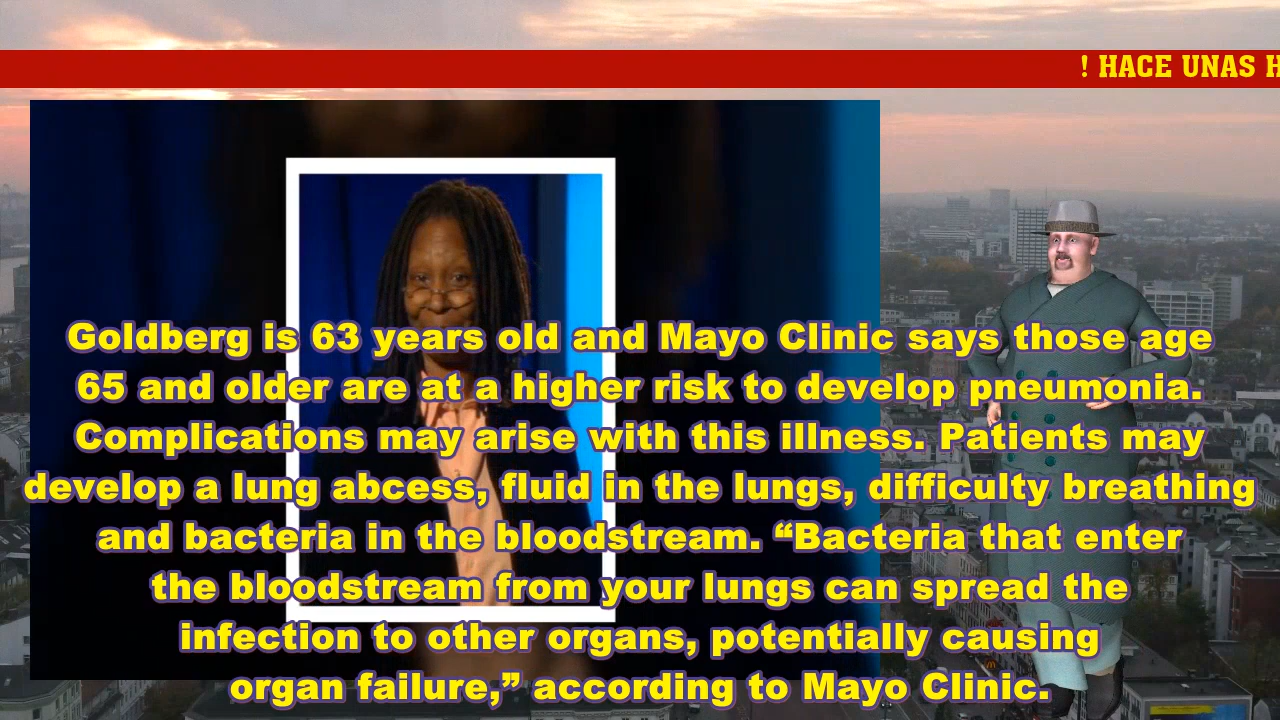 ! HACE UNAS H
Goldberg is 63 years old and Mayo Clinic says those age
65 and older are at a higher risk to develop pneumonia.
Complications may arise with this illness. Patients may
develop a lung abcess, fluid in the lungs, difficulty breathing
and bacteria in the bloodstream. “Bacteria that enter
the bloodstream from your lungs can spread the
infection to other organs, potentially causing
organ failure,” according to Mayo Clinic.